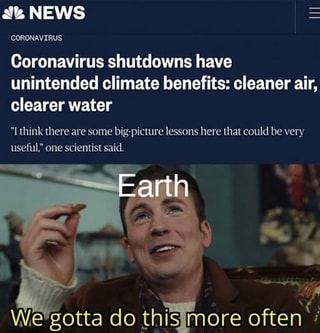 NEWS
CORONAVIRUS
Coronavirus shutdowns have
unintended climate benefits: cleaner air,
clearer water
"I think there are some big-picture lessons here that could be very
useful," one scientist said.
Earth
We gotta do this more often